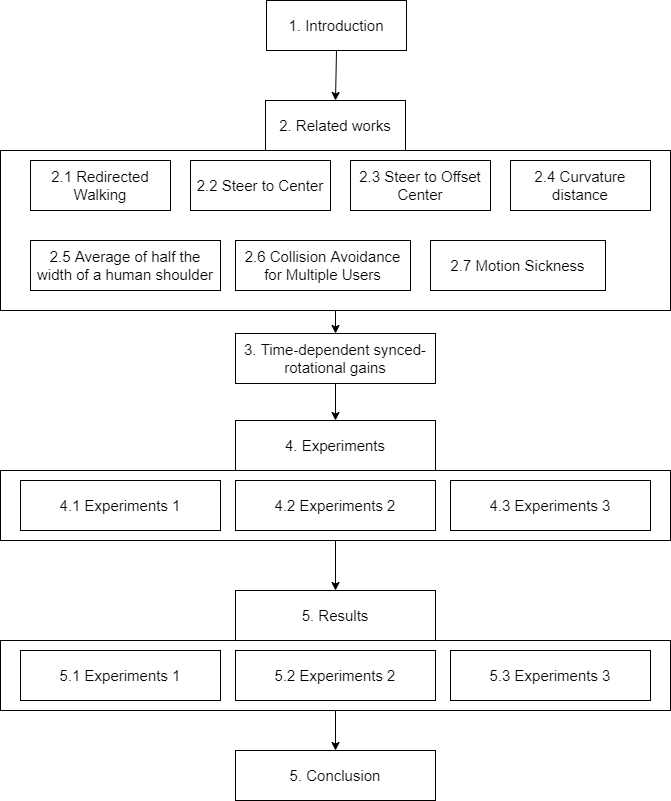 1. Introduction
2. Related works
2.1 Redirected
Walking
2.2 Steer to Center
2.3 Steer to Offset
Center
2.4 Curvature
distance
2.5 Average of half the
width of a human shoulder
2.6 Collision Avoidance
for Multiple Users
2.7 Motion Sickness
3. Time-dependent synced-
rotational gains
4. Experiments
4.1 Experiments 1
4.2 Experiments 2
4.3 Experiments 3
5. Results
5.1 Experiments 1
5.2 Experiments 2
5.3 Experiments 3
5. Conclusion